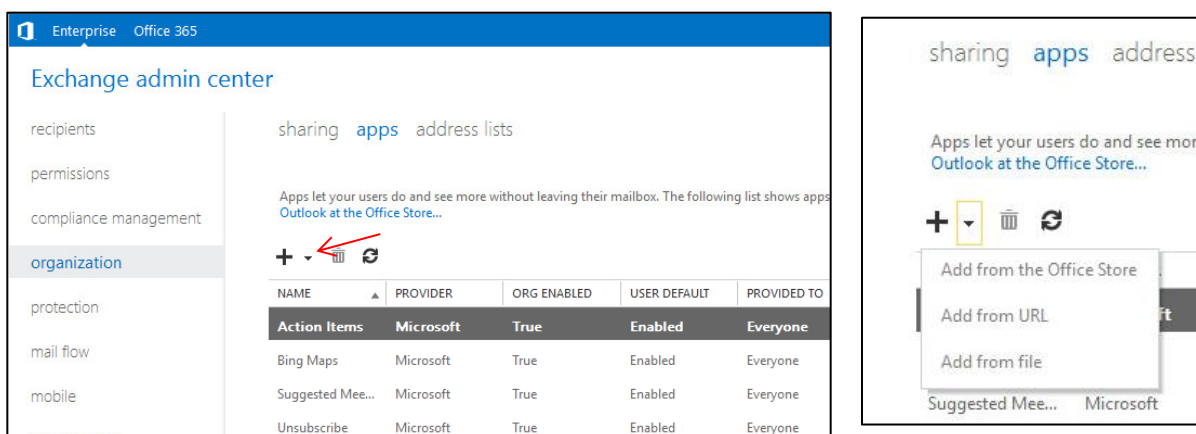 Enterprise Office 365
Exchange admin center
recipients
permissions
compliance management
organization
protection
mail flow
mobile
sharing apps address lists
Apps let your users do and see more without leaving their mailbox. The following list shows apps
Outlook at the Office Store...
NAME PROVIDER ORG ENABLED USER DEFAULT PROVIDED TO
Action Items Microsoft True Enabled Everyone
Bing Maps Microsoft True Enabled Everyone
Suggested Mee... Microsoft True Enabled Everyone
Unsubscribe Microsoft True Enabled Everyone
sharing apps address
Apps let your users do and see mor
Outlook at the Office Store...
Add from the Office Store
Add from URL
ft
Add from file
Suggested Mee... Microsoft